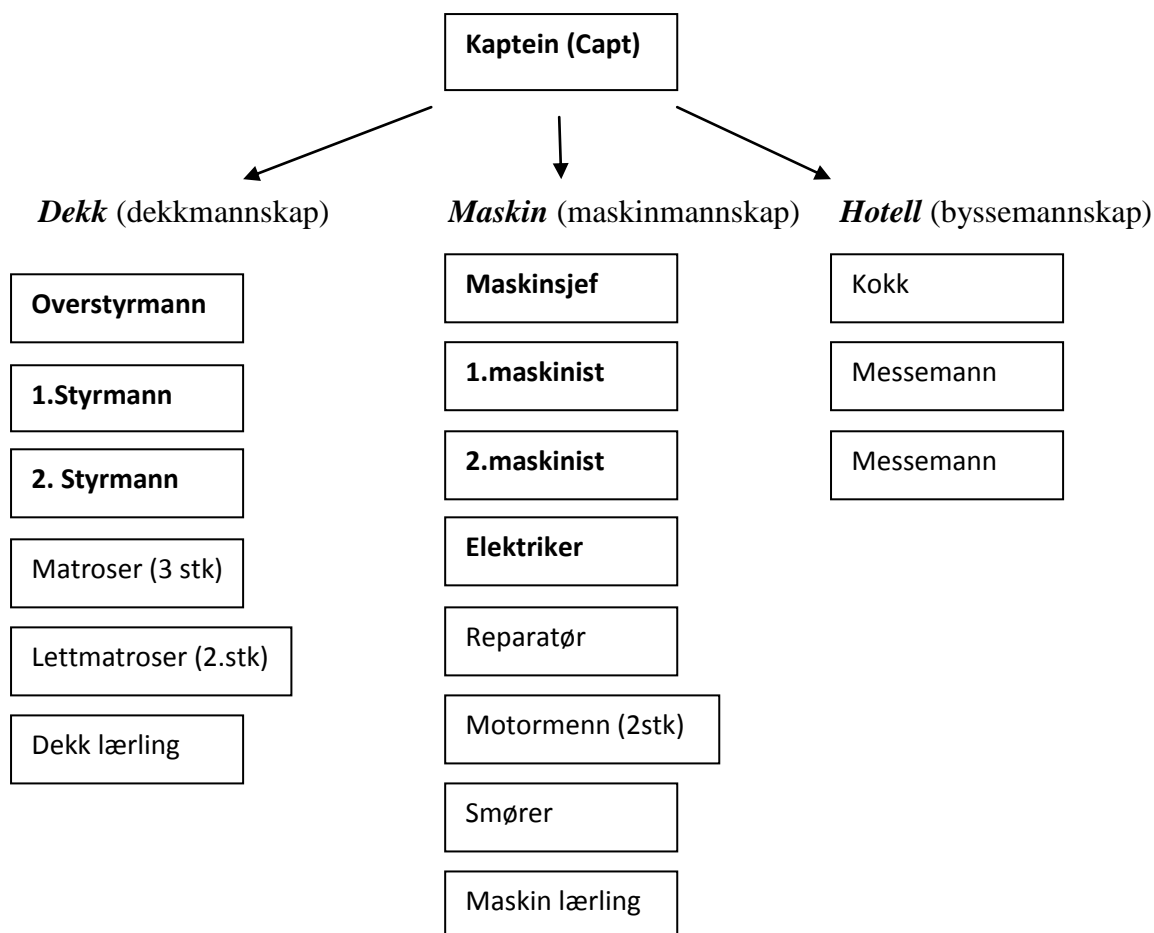 Kaptein (Capt)
Dekk (dekkmannskap)
Maskin (maskinmannskap)
Hotell (byssemannskap)
Overstyrmann
1.Styrmann
2. Styrmann
Matroser (3 stk)
Lettmatroser (2.stk)
Dekk lærling
Maskinsjef
1.maskinist
2.maskinist
Elektriker
Reparatør
Motormenn (2stk)
Smører
Maskin lærling
Kokk
Messemann
Messemann